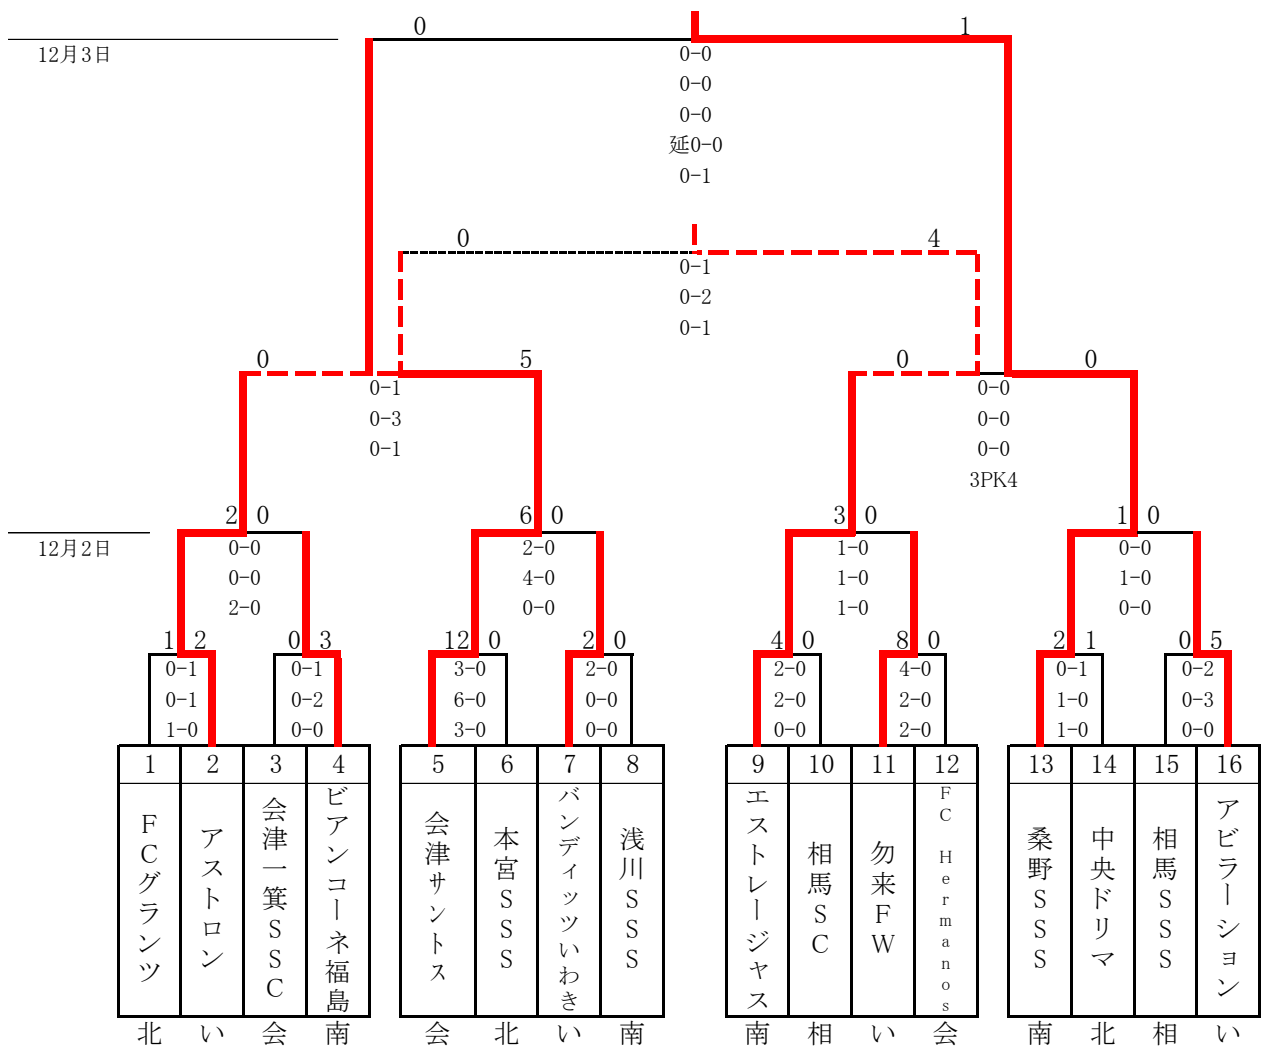 0 1
12月3日
0-0
0-0
0-0
延0-0
0-1
0 4
0-1
0-2
0-1
0 5 0 0
0-1 0-0
0-3 0-0
0-1 0-0
3PK4
2 0 6 0 3 0 1 0
12月2日
0-0 2-0 1-0 0-0
0-0 4-0 1-0 1-0
2-0 0-0 1-0 0-0
1 2 0 3 12 0 2 0 4 0 8 0 2 1 0 5
0-1 0-1 3-0 2-0 2-0 4-0 0-1 0-2
0-1 0-2 6-0 0-0 2-0 2-0 1-0 0-3
1-0 0-0 3-0 0-0 0-0 2-0 1-0 0-0
1 2 3 4 5 6 7 8 9 10 11 12 13 14 15 16
FCグランツ
アストロン
会津一箕SSC
ビアンコーネ福島
会津サントス
本宮SSS
バンディッツいわき
浅川SSS
エストレージャス
相馬SC
勿来FW
FC Hermanos
桑野SSS
中央ドリマ
相馬SSS
アビラーション
北 い 会 南 会 北 い 南 南 相 い 会 南 北 相 い